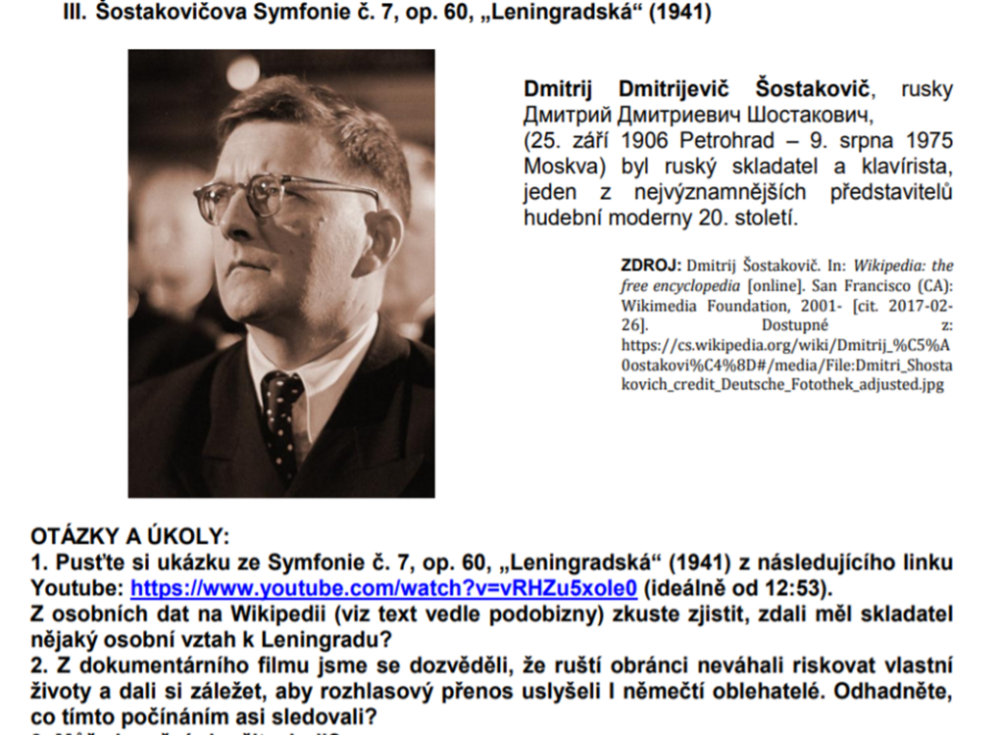 III. Šostakovičova Symfonie č. 7, op. 60, „Leningradská“ (1941)
Dmitrij Dmitrijevič Šostakovič, rusky
Дмитрий Дмитриевич Шостакович,
(25. září 1906 Petrohrad – 9. srpna 1975
Moskva) byl ruský skladatel a klavírista,
jeden z nejvýznamnějších představitelů
hudební moderny 20. století.
ZDROJ: Dmitrij Šostakovič. In: Wikipedia: the
free encyclopedia [online]. San Francisco (CA):
Wikimedia Foundation, 2001- [cit. 2017-02-
26]. Dostupné z:
https://cs.wikipedia.org/wiki/Dmitrij_%C5%A
0ostakovi%C4%8D#/media/File:Dmitri_Shosta
kovich_credit_Deutsche_Fotothek_adjusted.jpg
OTÁZKY A ÚKOLY:
1. Pusťte si ukázku ze Symfonie č. 7, op. 60, „Leningradská“ (1941) z následujícího linku
Youtube: https://www.youtube.com/watch?v=vRHZu5xole0 (ideálně od 12:53).
Z osobních dat na Wikipedii (viz text vedle podobizny) zkuste zjistit, zdali měl skladatel
nějaký osobní vztah k Leningradu?
2. Z dokumentárního filmu jsme se dozvěděli, že ruští obránci neváhali riskovat vlastní
životy a dali si záležet, aby rozhlasový přenos uslyšeli I němečtí oblehatelé. Odhadněte,
co tímto počínáním asi sledovali?